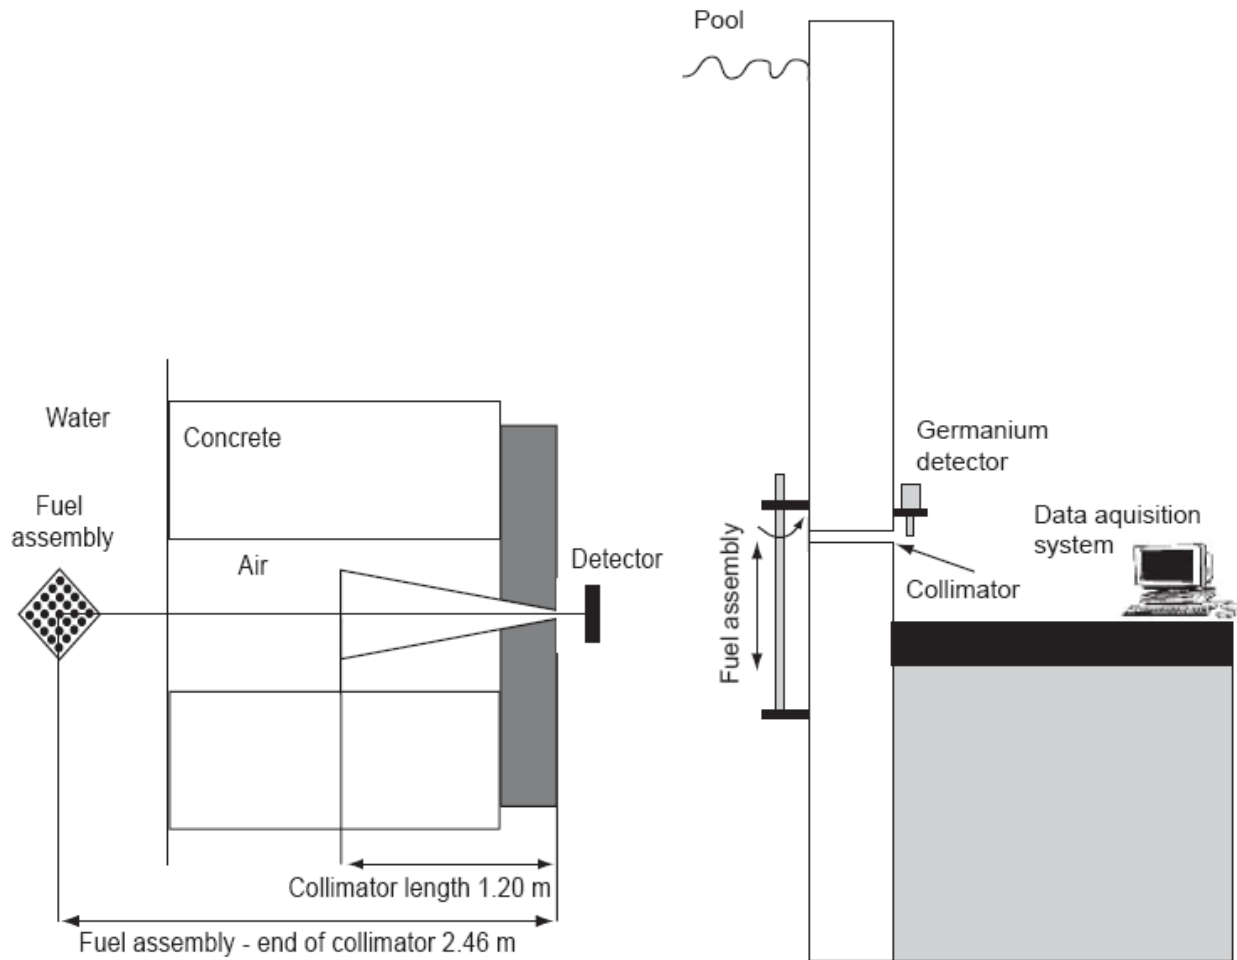 Water
Concrete
Fuel
assembly
Air
Detector
Collimator length 1.20 m
Fuel assembly - end of collimator 2.46 m
Pool
Germanium
detector
Data aquisition
system
Collimator
Fuel assembly